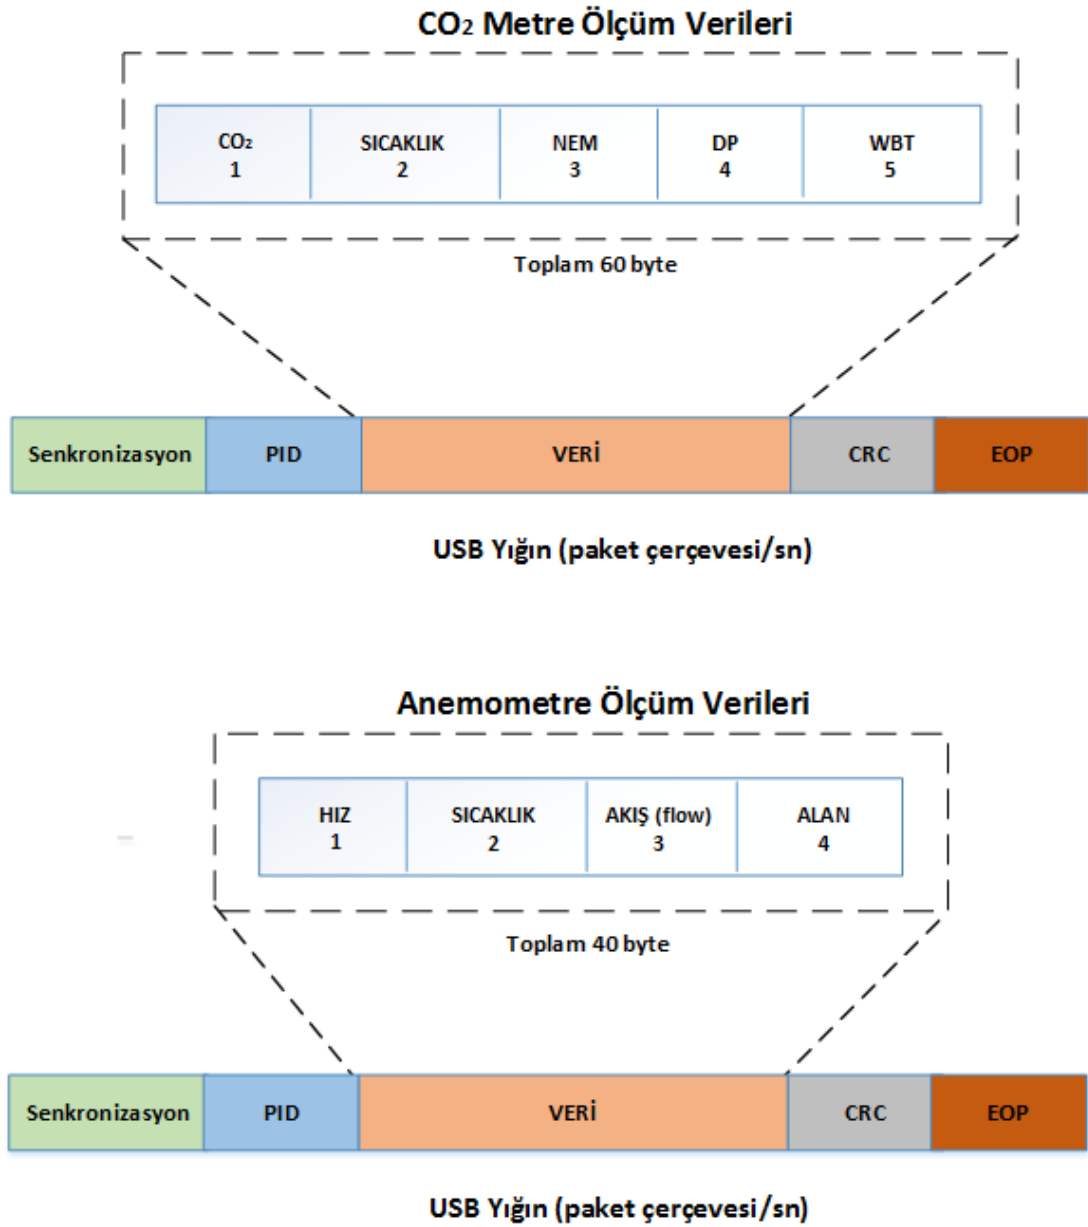 CO₂ Metre Ölçüm Verileri
CO₂ SICAKLIK NEM DP WBT
1 2 3 4 5
Toplam 60 byte
Senkronizasyon PID VERİ CRC EOP
USB Yığın (paket çerçevesi/sn)
Anemometre Ölçüm Verileri
HIZ SICAKLIK AKIŞ (flow) ALAN
1 2 3 4
Toplam 40 byte
Senkronizasyon PID VERİ CRC EOP
USB Yığın (paket çerçevesi/sn)